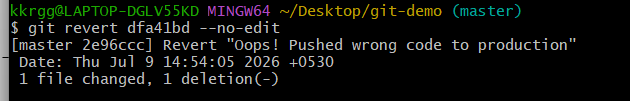 kkrgg@LAPTOP-DGLV55KD MINGW64 ~/Desktop/git-demo (master)
$ git revert dfa41bd --no-edit
[master 2e96ccc] Revert "Oops! Pushed wrong code to production"
 Date: Thu Jul 9 14:54:05 2026 +0530
 1 file changed, 1 deletion(-)